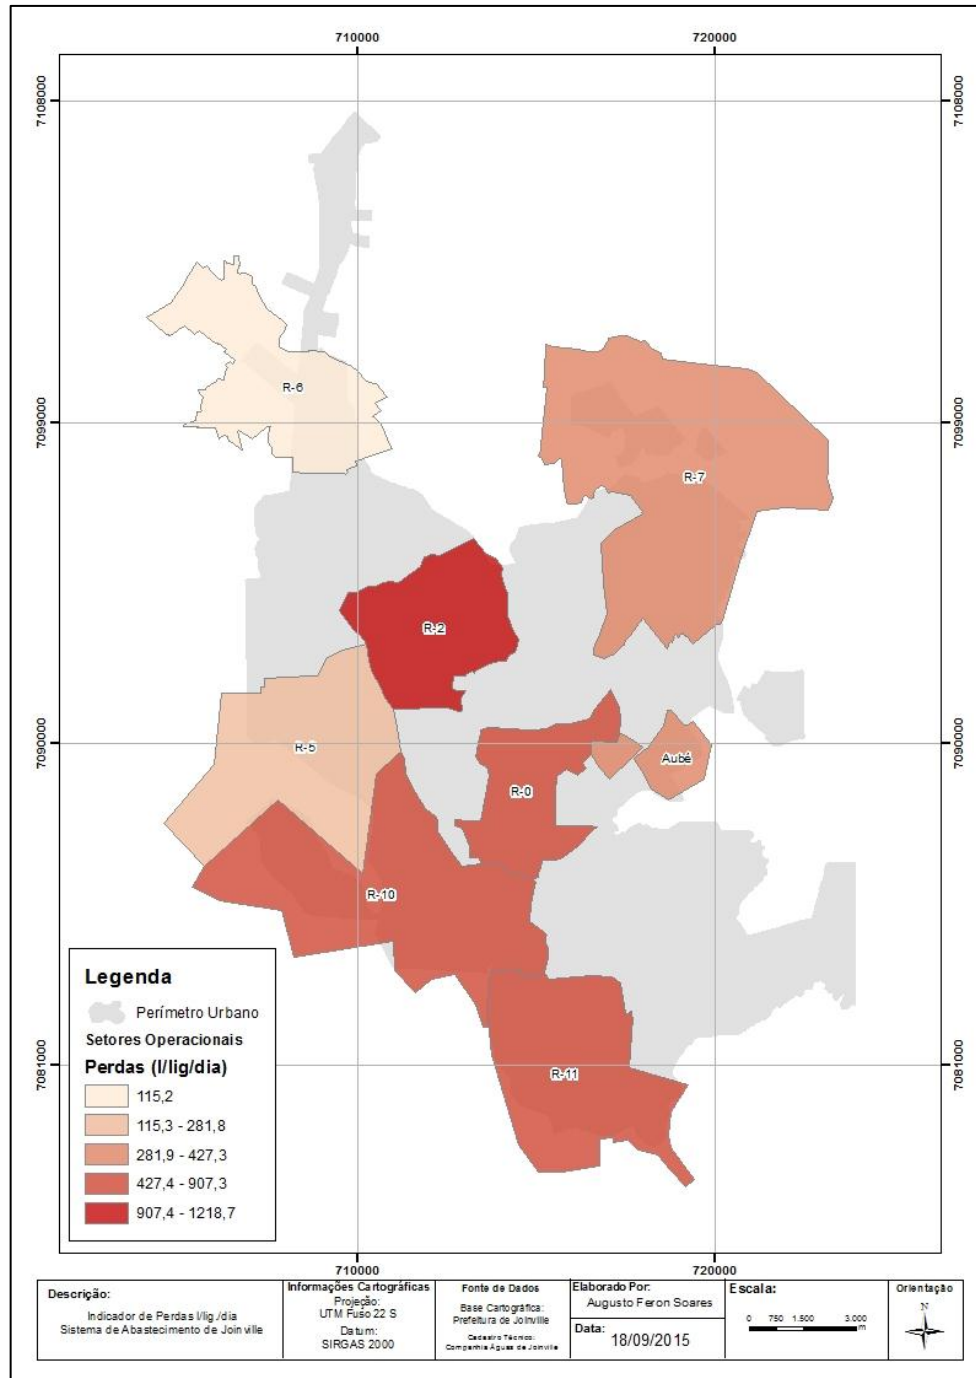 710000
720000
7108000
7108000
R-6
7099000
7099000
R-7
R-2
R-5
7090000
7090000
Aubé
R-0
R-10
Legenda
Perímetro Urbano
Setores Operacionais
Perdas (l/lig/dia)
115,2
115,3 - 281,8
281,9 - 427,3
427,4 - 907,3
907,4 - 1218,7
7081000
7081000
R-11
710000
720000
Descrição:
Indicador de Perdas l/lig./dia
Sistema de Abastecimento de Joinville
Informações Cartográficas
Projeção:
UTM Fuso 22 S
Datum:
SIRGAS 2000
Fonte de Dados
Base Cartográfica:
Prefeitura de Joinville
Cadastro Técnico:
Companhia Águas de Joinville
Elaborado Por:
Augusto Feron Soares
Data:
18/09/2015
Escala:
0 750 1.500 3.000
m
Orientação
N